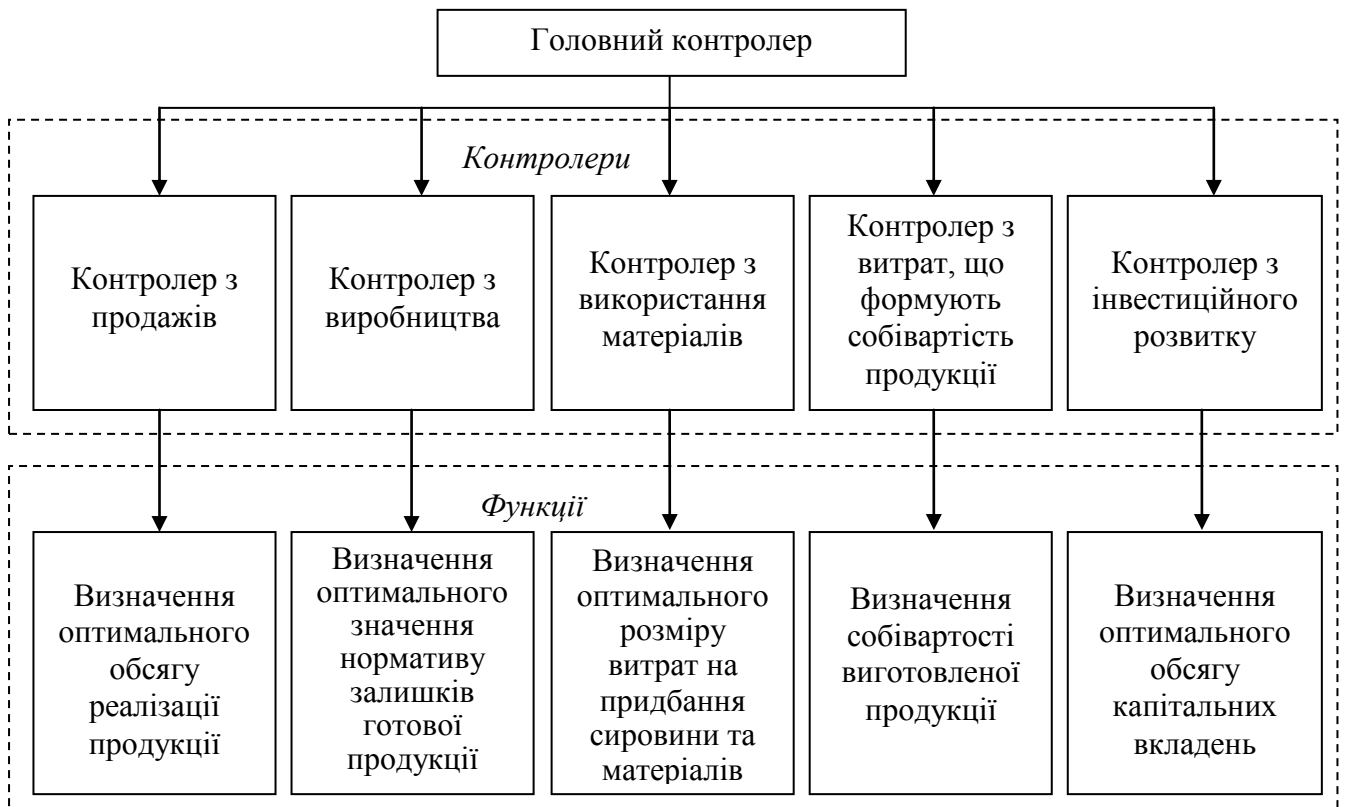 Головний контролер
Контролери
Контролер з
продажів
Контролер з
виробництва
Контролер з
використання
матеріалів
Контролер з
витрат, що
формують
собівартість
продукції
Контролер з
інвестиційного
розвитку
Функції
Визначення
оптимального
обсягу
реалізації
продукції
Визначення
оптимального
значення
нормативу
залишків
готової
продукції
Визначення
оптимального
розміру
витрат на
придбання
сировини та
матеріалів
Визначення
собівартості
виготовленої
продукції
Визначення
оптимального
обсягу
капітальних
вкладень